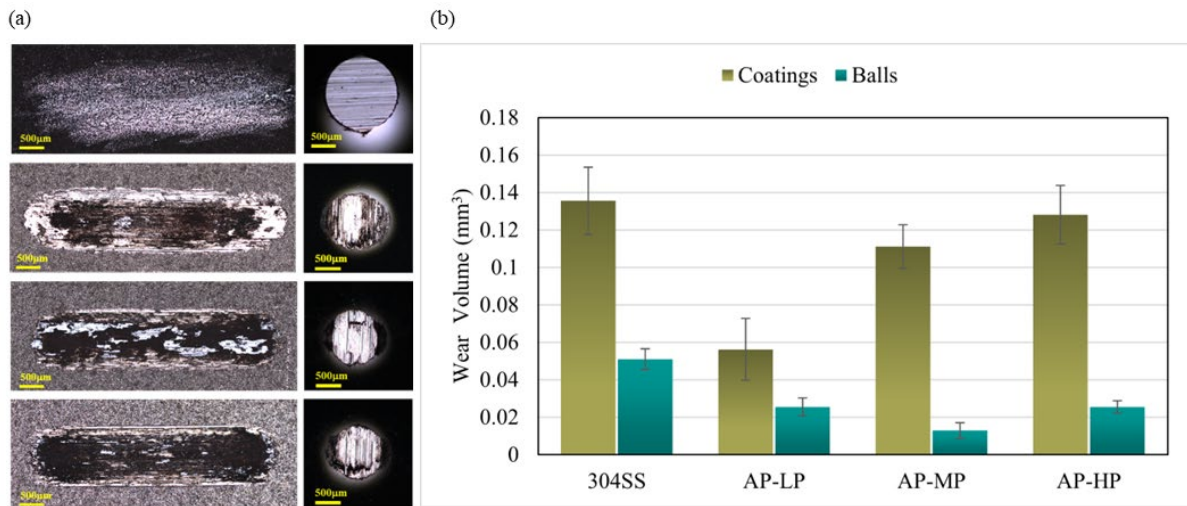 (a)
(b)
500μm
500μm
500μm
500μm
500μm
500μm
500μm
500μm
Coatings
Balls
Wear Volume (mm³)
0.18
0.16
0.14
0.12
0.1
0.08
0.06
0.04
0.02
0
304SS
AP-LP
AP-MP
AP-HP